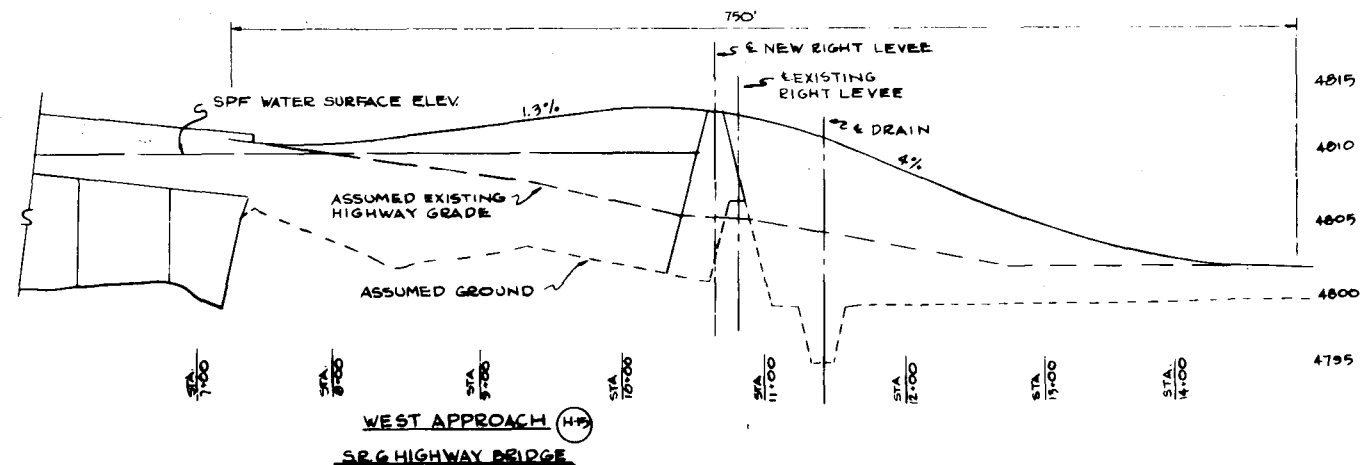 750'
℄ NEW RIGHT LEVEE
℄ EXISTING
RIGHT LEVEE
4815
SPF WATER SURFACE ELEV.
1.3%
℄ DRAIN
4810
4%
ASSUMED EXISTING
HIGHWAY GRADE
4805
ASSUMED GROUND
4800
4795
STA. 7+00
STA. 8+00
STA. 9+00
STA 10+00
STA 11+00
STA 12+00
STA 13+00
STA. 14+00
WEST APPROACH H-15
S.R.6 HIGHWAY BRIDGE